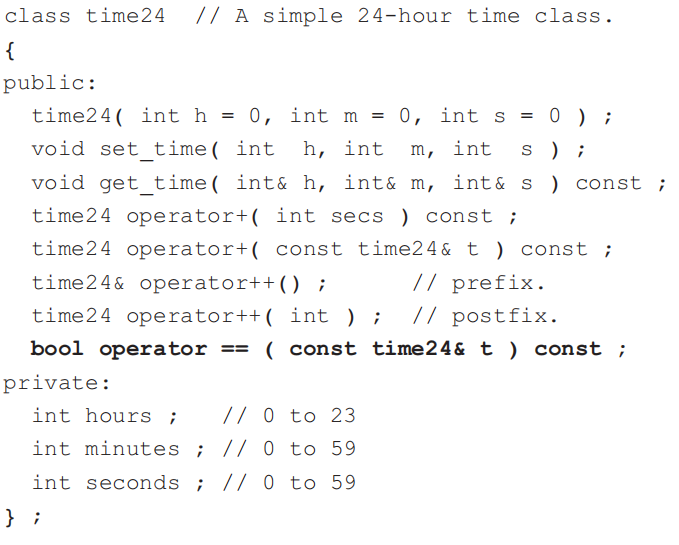 class time24  // A simple 24-hour time class.
{
public:
  time24( int h = 0, int m = 0, int s = 0 ) ;
  void set_time( int  h, int  m, int  s ) ;
  void get_time( int& h, int& m, int& s ) const ;
  time24 operator+( int secs ) const ;
  time24 operator+( const time24& t ) const ;
  time24& operator++() ;      // prefix.
  time24 operator++( int ) ;  // postfix.
  bool operator == ( const time24& t ) const ;
private:
  int hours ;   // 0 to 23
  int minutes ; // 0 to 59
  int seconds ; // 0 to 59
} ;